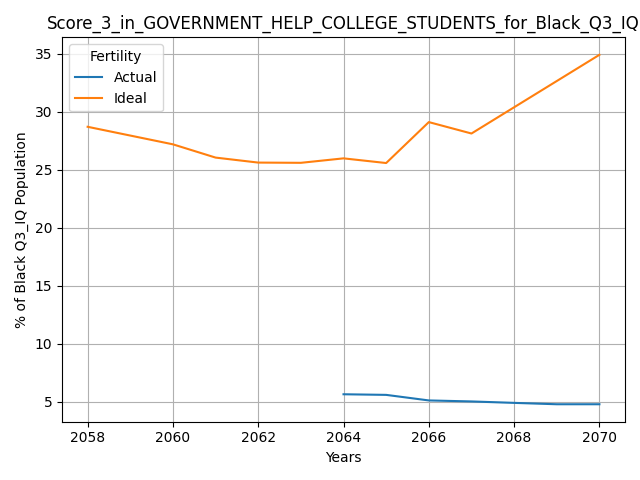 Score_3_in_GOVERNMENT_HELP_COLLEGE_STUDENTS_for_Black_Q3_IQ
Fertility
Actual
Ideal
% of Black Q3_IQ Population
35
30
25
20
15
10
5
2058 2060 2062 2064 2066 2068 2070
Years